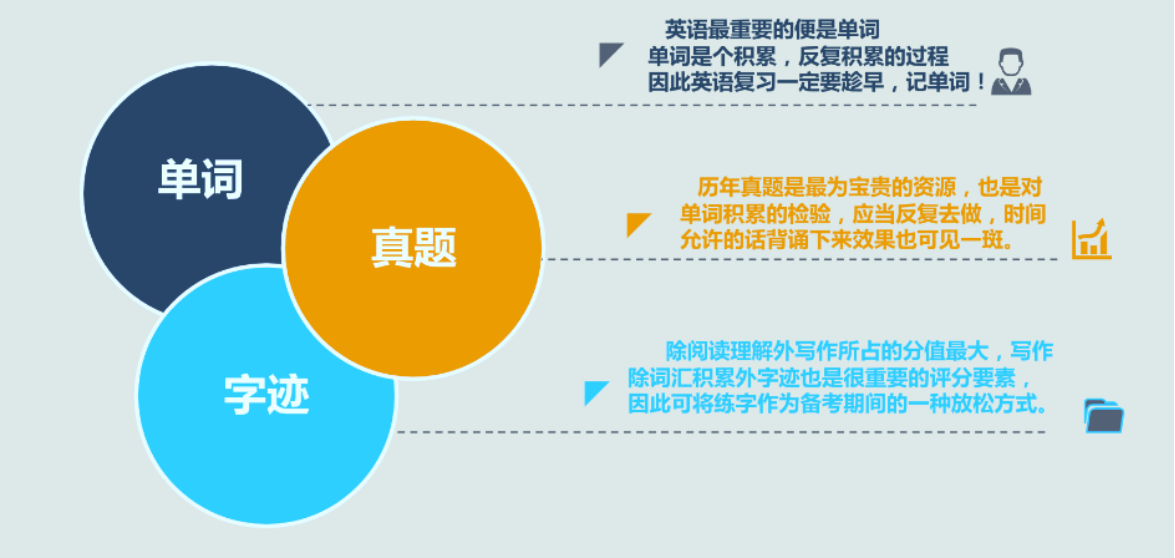 单词
真题
字迹
英语最重要的便是单词
单词是个积累，反复积累的过程
因此英语复习一定要趁早，记单词！
历年真题是最为宝贵的资源，也是对
单词积累的检验，应当反复去做，时间
允许的话背诵下来效果也可见一斑。
除阅读理解外写作所占的分值最大，写作
除词汇积累外字迹也是很重要的评分要素，
因此可将练字作为备考期间的一种放松方式。